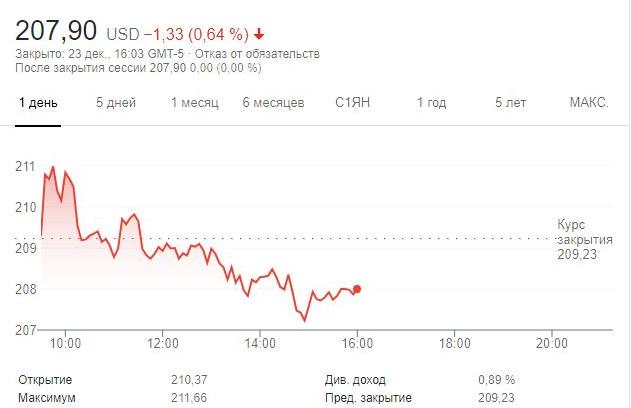 207,90 USD −1,33 (0,64 %)
Закрыто: 23 дек., 16:03 GMT-5 · Отказ от обязательств
После закрытия сессии 207,90 0,00 (0,00 %)
1 день 5 дней 1 месяц 6 месяцев С1ЯН 1 год 5 лет МАКС.
211
210
Курс
закрытия
209,23
209
208
207
10:00 12:00 14:00 16:00 18:00 20:00
Открытие 210,37 Див. доход 0,89 %
Максимум 211,66 Пред. закрытие 209,23